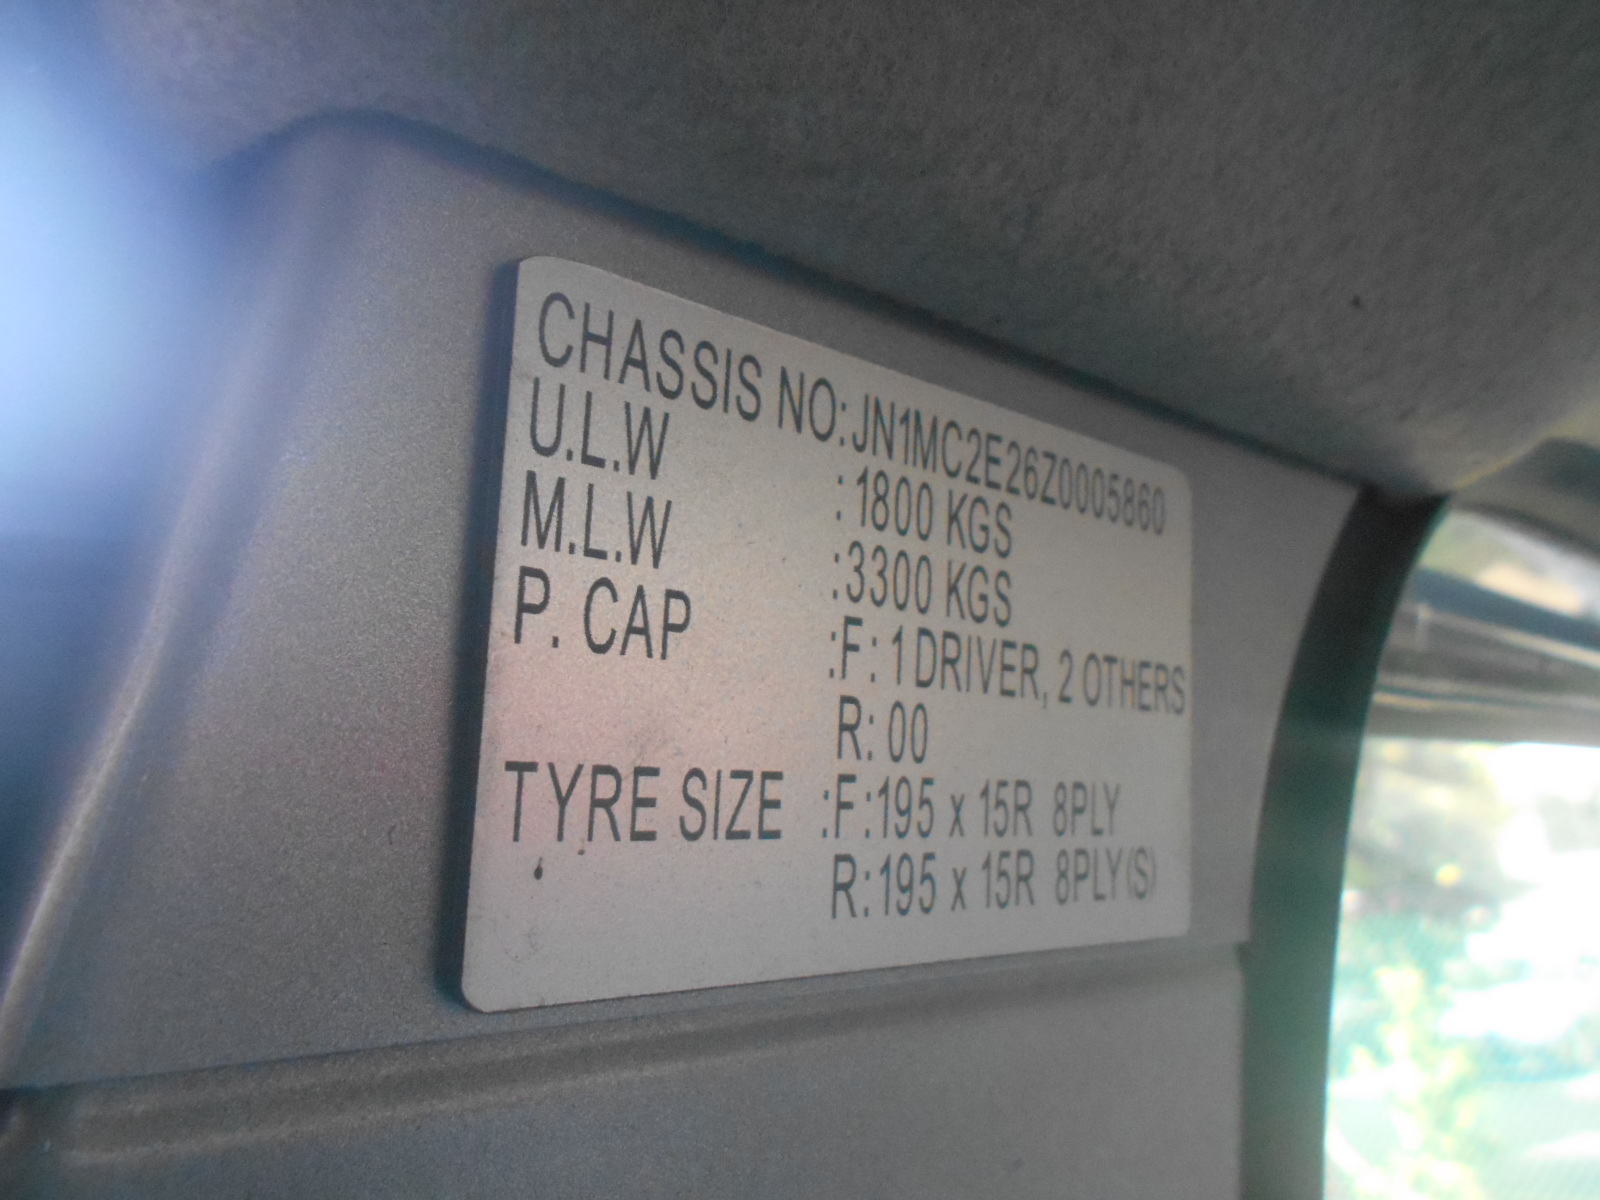 CHASSIS NO: JN1MC2E26Z0005860
U.L.W : 1800 KGS
M.L.W : 3300 KGS
P. CAP : F: 1 DRIVER, 2 OTHERS
R: 00
TYRE SIZE : F: 195 x 15R 8PLY
R: 195 x 15R 8PLY(S)